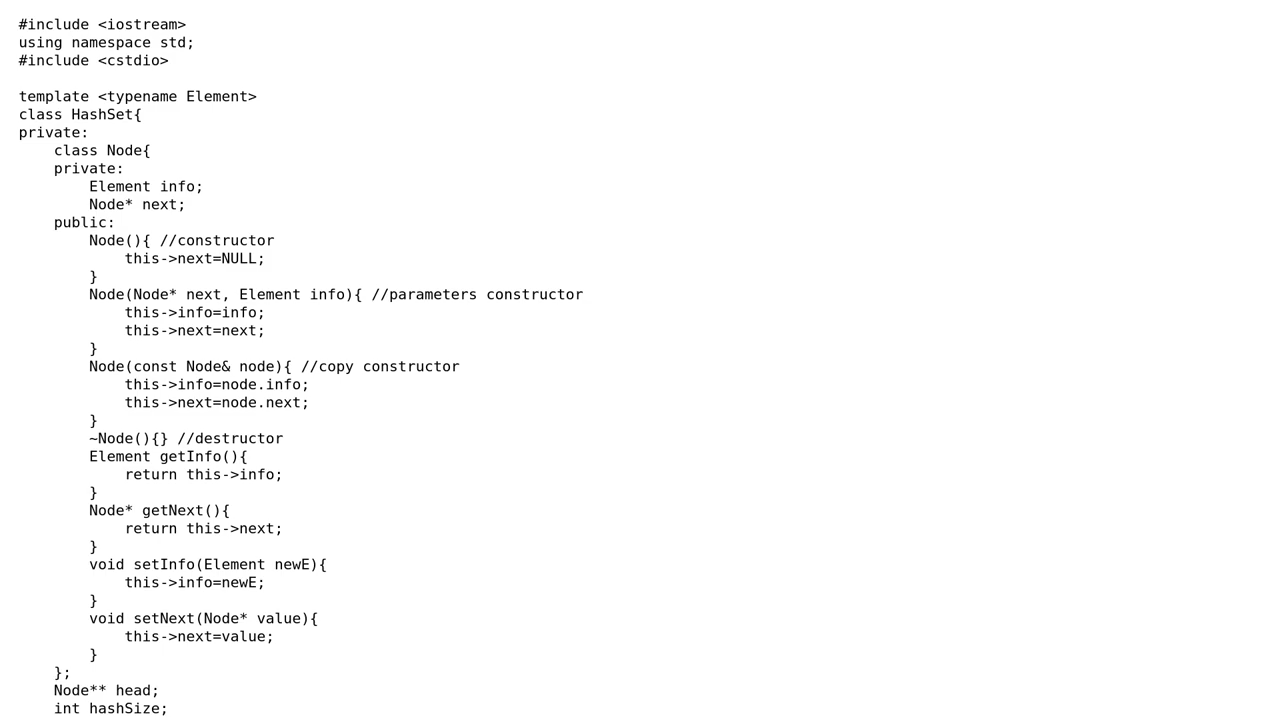 #include <iostream>
using namespace std;
#include <cstdio>

template <typename Element>
class HashSet{
private:
    class Node{
    private:
        Element info;
        Node* next;
    public:
        Node(){ //constructor
            this->next=NULL;
        }
        Node(Node* next, Element info){ //parameters constructor
            this->info=info;
            this->next=next;
        }
        Node(const Node& node){ //copy constructor
            this->info=node.info;
            this->next=node.next;
        }
        ~Node(){} //destructor
        Element getInfo(){
            return this->info;
        }
        Node* getNext(){
            return this->next;
        }
        void setInfo(Element newE){
            this->info=newE;
        }
        void setNext(Node* value){
            this->next=value;
        }
    };
    Node** head;
    int hashSize;